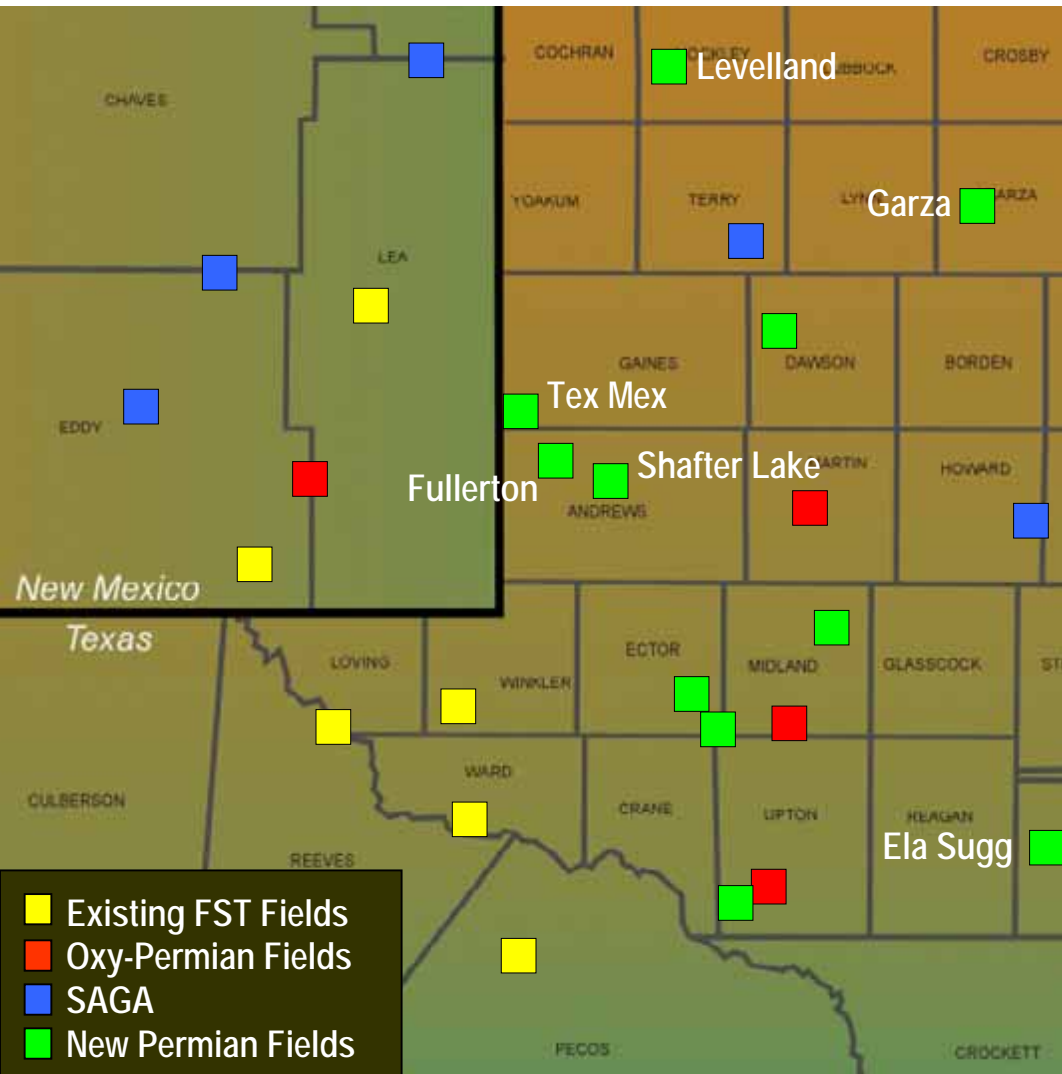 COCHRAN
CROSBY
Levelland
CHAVES
YOAKUM
TERRY
Garza
LEA
GAINES
DAWSON
BORDEN
Tex Mex
EDDY
Shafter Lake
HOWARD
Fullerton
ANDREWS
New Mexico
Texas
LOVING
WINKLER
ECTOR
MIDLAND
GLASSCOCK
WARD
CULBERSON
CRANE
UPTON
REAGAN
Ela Sugg
REEVES
Existing FST Fields
Oxy-Permian Fields
SAGA
New Permian Fields
PECOS
CROCKETT